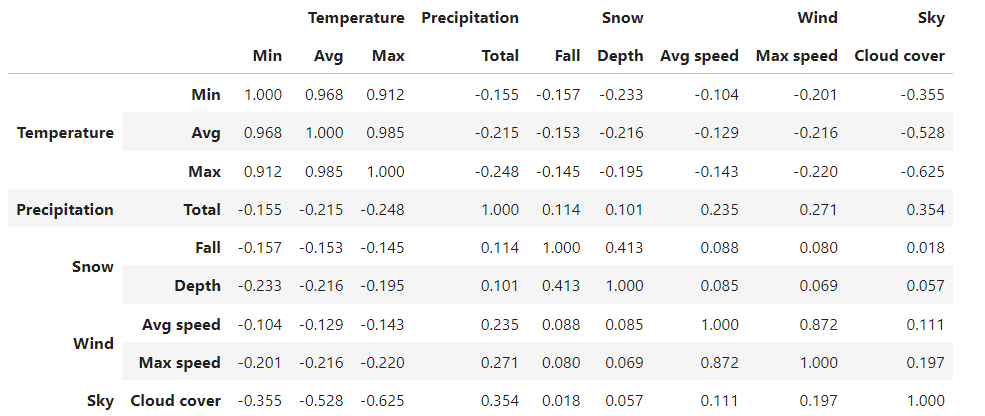 Temperature Precipitation Snow Wind Sky
Min Avg Max Total Fall Depth Avg speed Max speed Cloud cover
Min 1.000 0.968 0.912 -0.155 -0.157 -0.233 -0.104 -0.201 -0.355
Temperature Avg 0.968 1.000 0.985 -0.215 -0.153 -0.216 -0.129 -0.216 -0.528
Max 0.912 0.985 1.000 -0.248 -0.145 -0.195 -0.143 -0.220 -0.625
Precipitation Total -0.155 -0.215 -0.248 1.000 0.114 0.101 0.235 0.271 0.354
Fall -0.157 -0.153 -0.145 0.114 1.000 0.413 0.088 0.080 0.018
Snow
Depth -0.233 -0.216 -0.195 0.101 0.413 1.000 0.085 0.069 0.057
Avg speed -0.104 -0.129 -0.143 0.235 0.088 0.085 1.000 0.872 0.111
Wind
Max speed -0.201 -0.216 -0.220 0.271 0.080 0.069 0.872 1.000 0.197
Sky Cloud cover -0.355 -0.528 -0.625 0.354 0.018 0.057 0.111 0.197 1.000